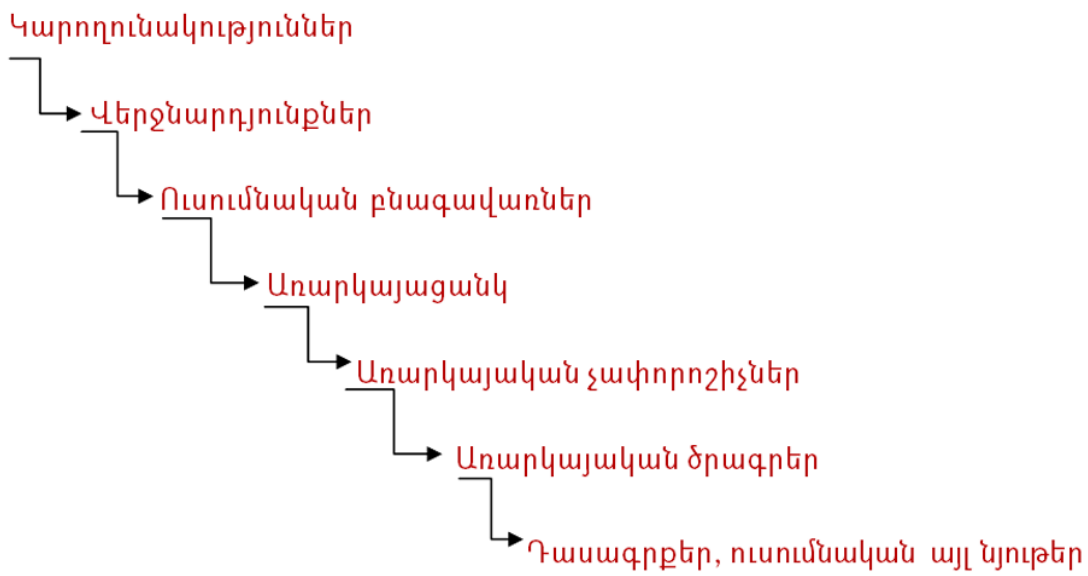 Կարողունակություններ
Վերջնարդյունքներ
Ուսումնական բնագավառներ
Առարկայացանկ
Առարկայական չափորոշիչներ
Առարկայական ծրագրեր
Դասագրքեր, ուսումնական այլ նյութեր